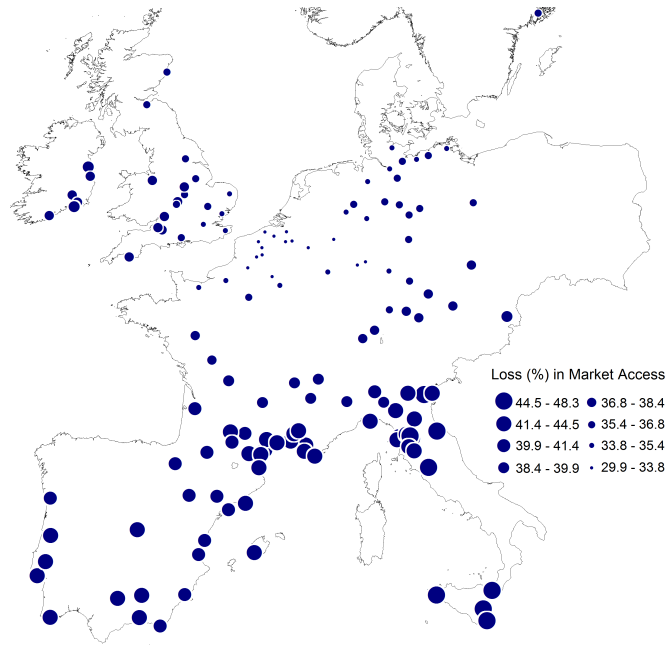 Loss (%) in Market Access
44.5 - 48.3 36.8 - 38.4
41.4 - 44.5 35.4 - 36.8
39.9 - 41.4 33.8 - 35.4
38.4 - 39.9 29.9 - 33.8